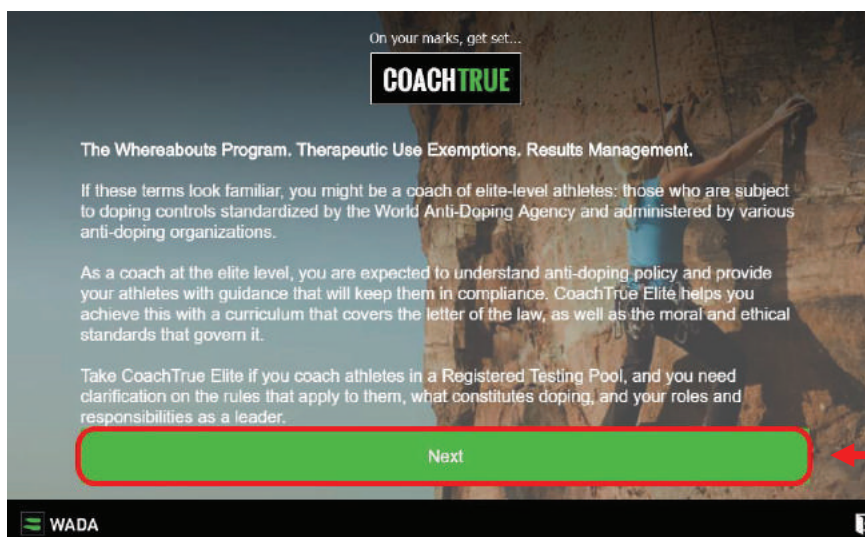 On your marks, get set...
COACHTRUE
The Whereabouts Program. Therapeutic Use Exemptions. Results Management.
If these terms look familiar, you might be a coach of elite-level athletes: those who are subject
to doping controls standardized by the World Anti-Doping Agency and administered by various
anti-doping organizations.
As a coach at the elite level, you are expected to understand anti-doping policy and provide
your athletes with guidance that will keep them in compliance. CoachTrue Elite helps you
achieve this with a curriculum that covers the letter of the law, as well as the moral and ethical
standards that govern it.
Take CoachTrue Elite if you coach athletes in a Registered Testing Pool, and you need
clarification on the rules that apply to them, what constitutes doping, and your roles and
responsibilities as a leader.
Next
WADA